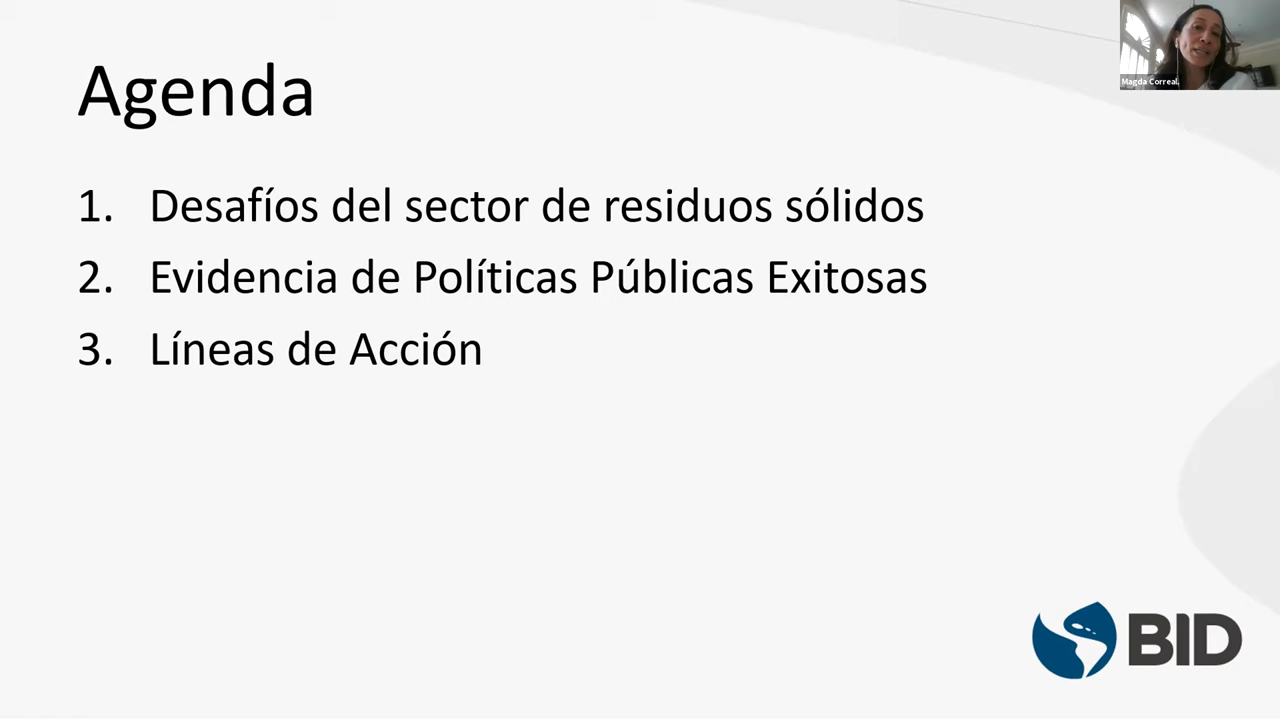 Agenda
Magda Correal
1. Desafíos del sector de residuos sólidos
2. Evidencia de Políticas Públicas Exitosas
3. Líneas de Acción
BID